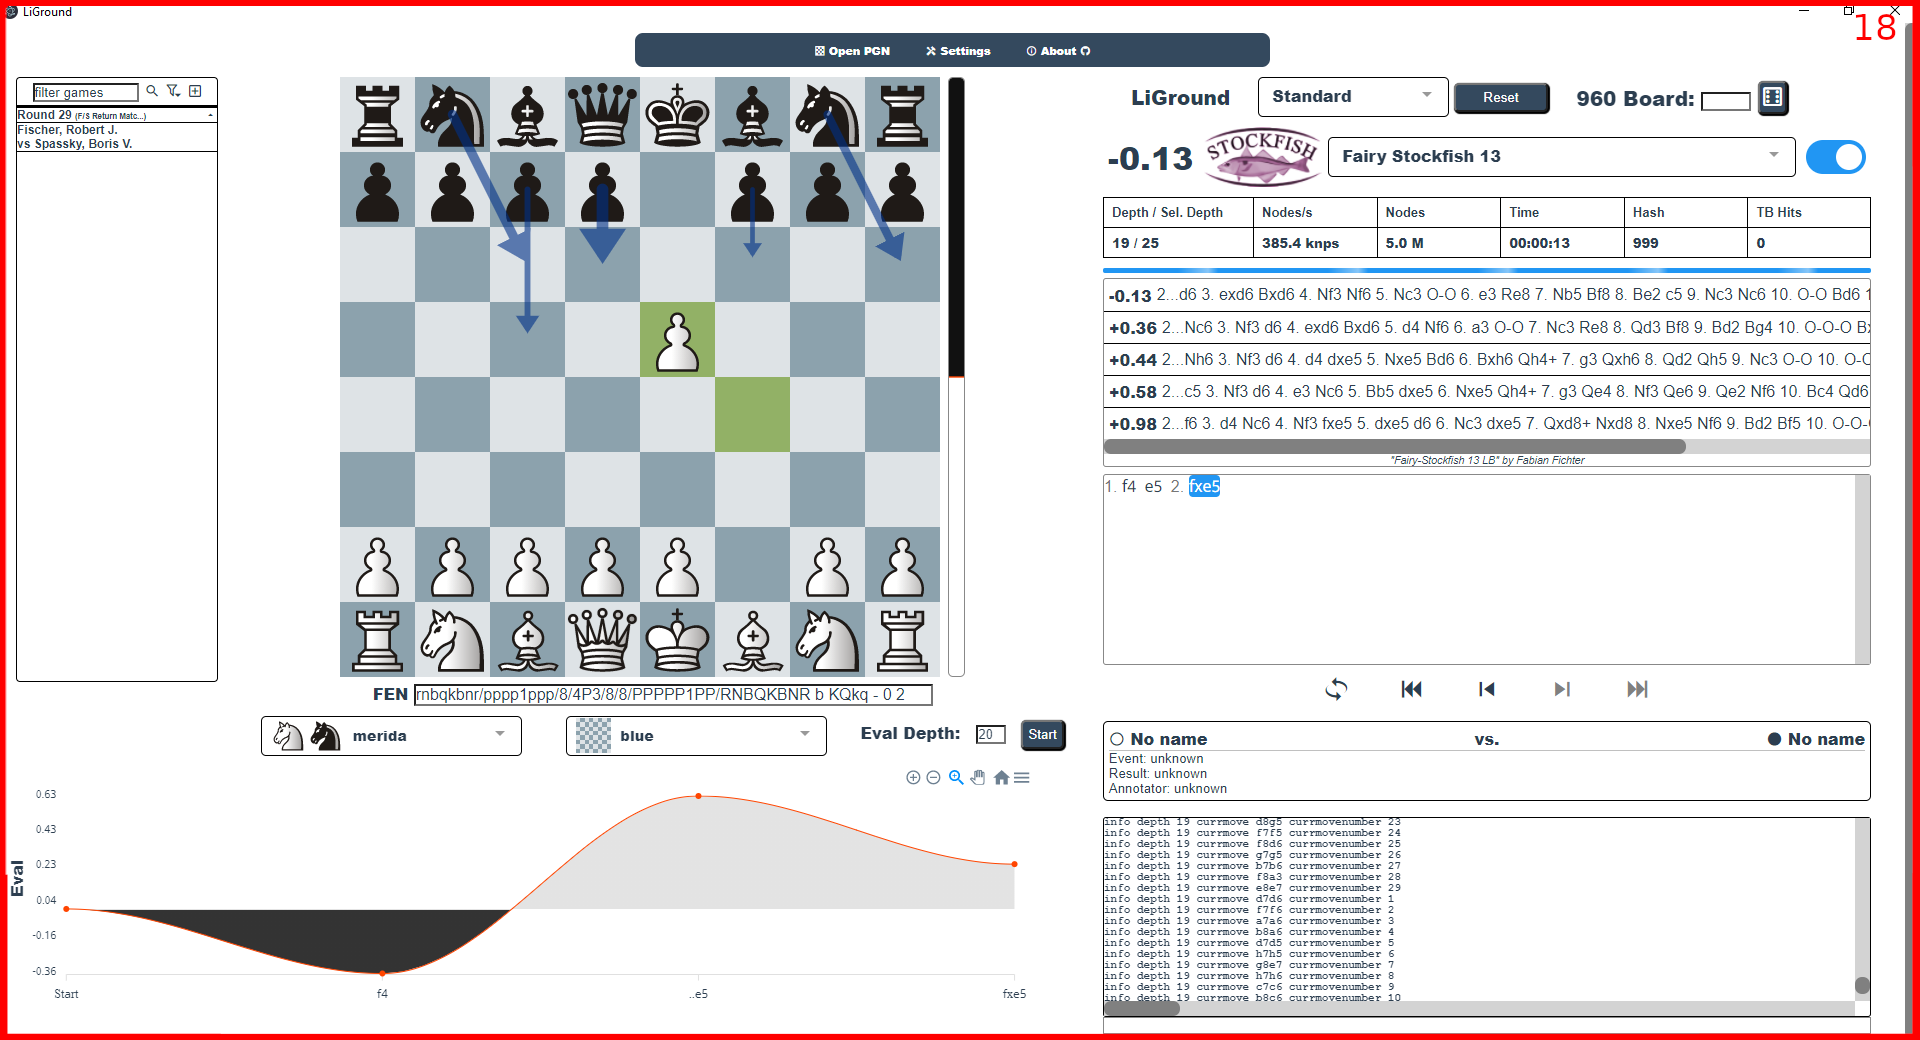 LiGround
18
Open PGN Settings About
filter games
Round 29 (F/S Return Matc...)
Fischer, Robert J.
vs Spassky, Boris V.
LiGround Standard Reset 960 Board:
-0.13 STOCKFISH Fairy Stockfish 13
Depth / Sel. Depth Nodes/s Nodes Time Hash TB Hits
19 / 25 385.4 knps 5.0 M 00:00:13 999 0
-0.13 2...d6 3. exd6 Bxd6 4. Nf3 Nf6 5. Nc3 O-O 6. e3 Re8 7. Nb5 Bf8 8. Be2 c5 9. Nc3 Nc6 10. O-O Bd6 1
+0.36 2...Nc6 3. Nf3 d6 4. exd6 Bxd6 5. d4 Nf6 6. a3 O-O 7. Nc3 Re8 8. Qd3 Bf8 9. Bd2 Bg4 10. O-O-O Bx
+0.44 2...Nh6 3. Nf3 d6 4. d4 dxe5 5. Nxe5 Bd6 6. Bxh6 Qh4+ 7. g3 Qxh6 8. Qd2 Qh5 9. Nc3 O-O 10. O-O
+0.58 2...c5 3. Nf3 d6 4. e3 Nc6 5. Bb5 dxe5 6. Nxe5 Qh4+ 7. g3 Qe4 8. Nf3 Qe6 9. Qe2 Nf6 10. Bc4 Qd6
+0.98 2...f6 3. d4 Nc6 4. Nf3 fxe5 5. dxe5 d6 6. Nc3 dxe5 7. Qxd8+ Nxd8 8. Nxe5 Nf6 9. Bd2 Bf5 10. O-O-
"Fairy-Stockfish 13 LB" by Fabian Fichter
1. f4 e5 2. fxe5
FEN rnbqkbnr/pppp1ppp/8/4P3/8/8/PPPPP1PP/RNBQKBNR b KQkq - 0 2
merida blue Eval Depth: 20 Start
No name vs. No name
Event: unknown
Result: unknown
Annotator: unknown
Eval
0.63
0.43
0.23
0.04
-0.16
-0.36
Start f4 ..e5 fxe5
info depth 19 currmove d8g5 currmovenumber 23
info depth 19 currmove f7f5 currmovenumber 24
info depth 19 currmove f8d6 currmovenumber 25
info depth 19 currmove g7g5 currmovenumber 26
info depth 19 currmove b7b6 currmovenumber 27
info depth 19 currmove f8a3 currmovenumber 28
info depth 19 currmove e8e7 currmovenumber 29
info depth 19 currmove d7d6 currmovenumber 1
info depth 19 currmove f7f6 currmovenumber 2
info depth 19 currmove a7a6 currmovenumber 3
info depth 19 currmove b8a6 currmovenumber 4
info depth 19 currmove d7d5 currmovenumber 5
info depth 19 currmove h7h5 currmovenumber 6
info depth 19 currmove g8e7 currmovenumber 7
info depth 19 currmove h7h6 currmovenumber 8
info depth 19 currmove c7c6 currmovenumber 9
info depth 19 currmove b8c6 currmovenumber 10